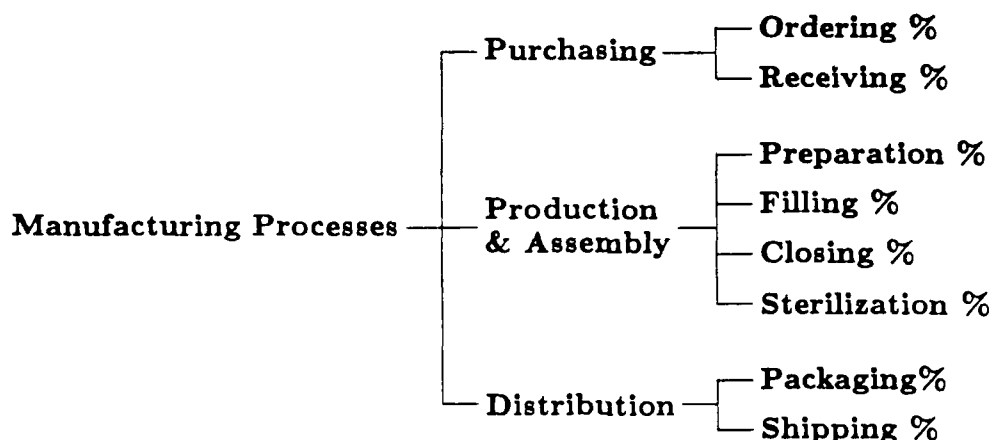 Manufacturing Processes
Purchasing
Ordering %
Receiving %
Production
& Assembly
Preparation %
Filling %
Closing %
Sterilization %
Distribution
Packaging%
Shipping %